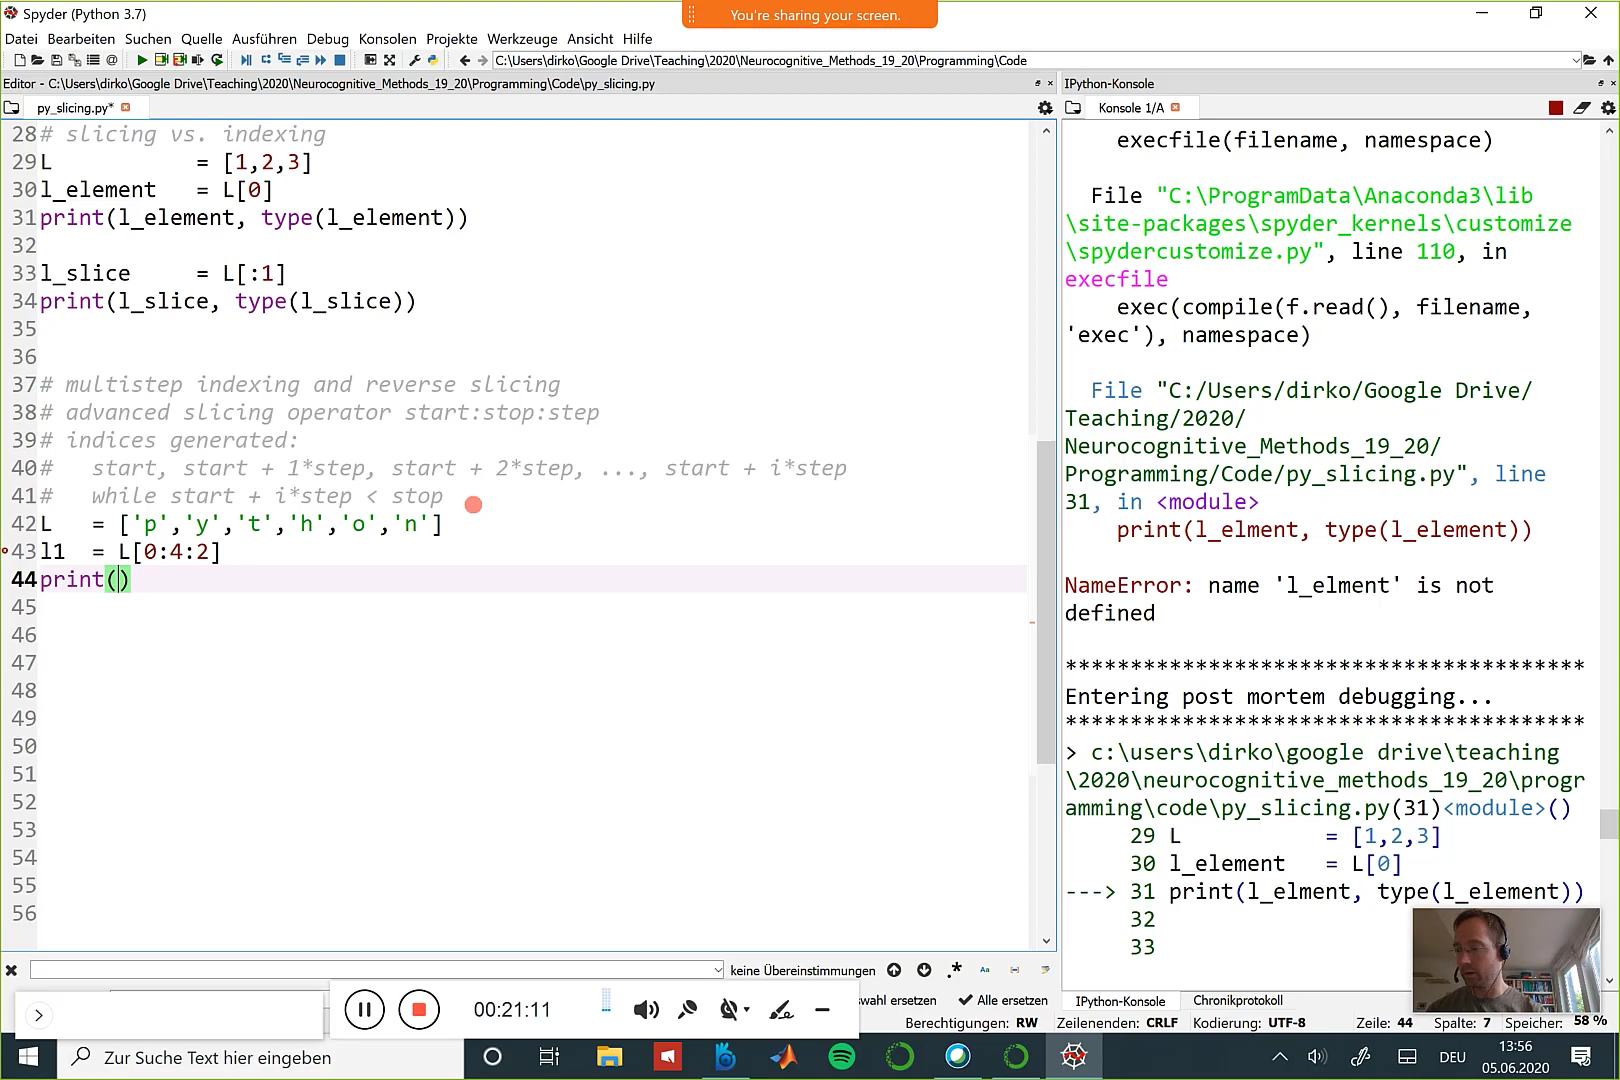 Spyder (Python 3.7)
You're sharing your screen.
Datei Bearbeiten Suchen Quelle Ausführen Debug Konsolen Projekte Werkzeuge Ansicht Hilfe
C:\Users\dirko\Google Drive\Teaching\2020\Neurocognitive_Methods_19_20\Programming\Code
Editor - C:\Users\dirko\Google Drive\Teaching\2020\Neurocognitive_Methods_19_20\Programming\Code\py_slicing.py
py_slicing.py*
28 # slicing vs. indexing
29 L = [1,2,3]
30 l_element = L[0]
31 print(l_element, type(l_element))
32
33 l_slice = L[:1]
34 print(l_slice, type(l_slice))
35
36
37 # multistep indexing and reverse slicing
38 # advanced slicing operator start:stop:step
39 # indices generated:
40 # start, start + 1*step, start + 2*step, ..., start + i*step
41 # while start + i*step < stop
42 L = ['p','y','t','h','o','n']
43 l1 = L[0:4:2]
44 print()
45
46
47
48
49
50
51
52
53
54
55
56
IPython-Konsole
Konsole 1/A
execfile(filename, namespace)
File "C:\ProgramData\Anaconda3\lib
\site-packages\spyder_kernels\customize
\spydercustomize.py", line 110, in
execfile
exec(compile(f.read(), filename,
'exec'), namespace)
File "C:/Users/dirko/Google Drive/
Teaching/2020/
Neurocognitive_Methods_19_20/
Programming/Code/py_slicing.py", line
31, in <module>
print(l_elment, type(l_element))
NameError: name 'l_elment' is not
defined
****************************************
Entering post mortem debugging...
****************************************
> c:\users\dirko\google drive\teaching
\2020\neurocognitive_methods_19_20\progr
amming\code\py_slicing.py(31)<module>()
29 L = [1,2,3]
30 l_element = L[0]
---> 31 print(l_elment, type(l_element))
32
33
keine Übereinstimmungen
.* Aa
00:21:11
wahl ersetzen Alle ersetzen
IPython-Konsole Chronikprotokoll
Berechtigungen: RW Zeilenenden: CRLF Kodierung: UTF-8 Zeile: 44 Spalte: 7 Speicher: 58 %
Zur Suche Text hier eingeben
DEU
13:56
05.06.2020